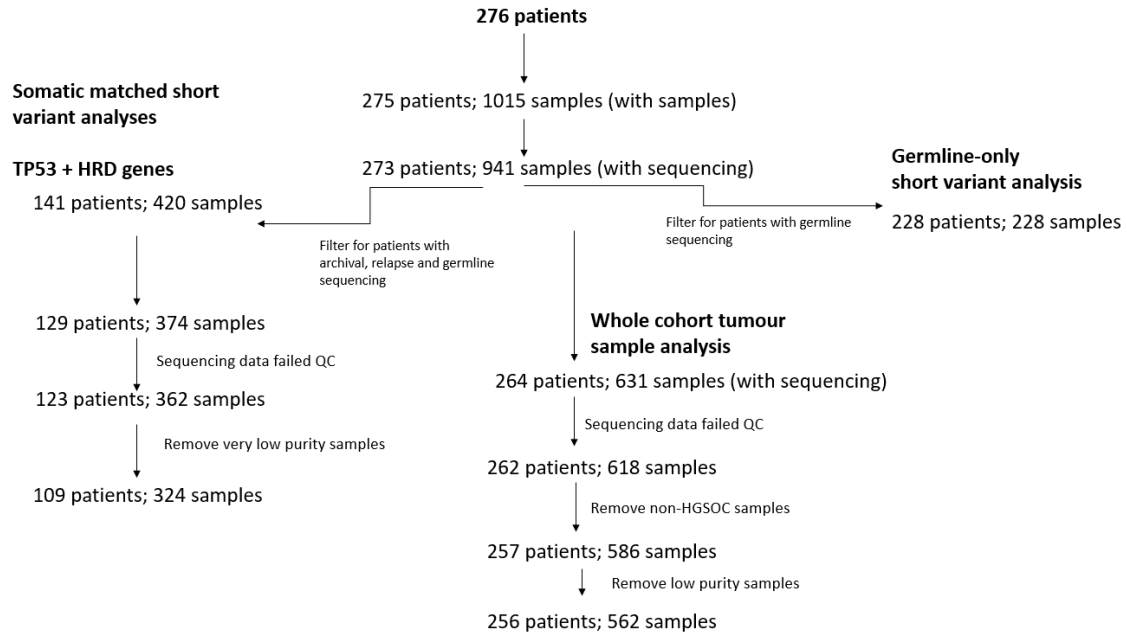 276 patients
275 patients; 1015 samples (with samples)
273 patients; 941 samples (with sequencing)
Somatic matched short
variant analyses
TP53 + HRD genes
141 patients; 420 samples
Filter for patients with
archival, relapse and germline
sequencing
129 patients; 374 samples
Sequencing data failed QC
123 patients; 362 samples
Remove very low purity samples
109 patients; 324 samples
Filter for patients with germline
sequencing
Germline-only
short variant analysis
228 patients; 228 samples
Whole cohort tumour
sample analysis
264 patients; 631 samples (with sequencing)
Sequencing data failed QC
262 patients; 618 samples
Remove non-HGSOC samples
257 patients; 586 samples
Remove low purity samples
256 patients; 562 samples